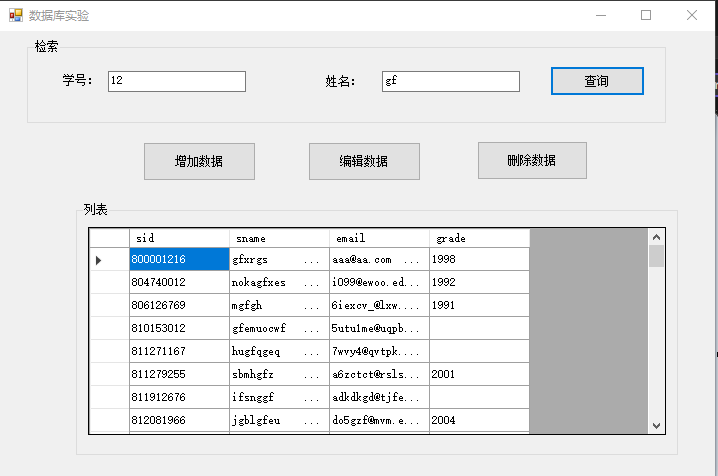 数据库实验
检索
学号： 12 姓名： gf 查询
增加数据 编辑数据 删除数据
列表
sid sname email grade
800001216 gfxrgs ... aaa@aa.com ... 1998
804740012 nokagfxes ... i099@ewoo.ed... 1992
806126769 mgfgh ... 6iexcv_@lxw.... 1991
810153012 gfemuocwf ... 5utu1me@uqpb...
811271167 hugfqgeq ... 7wvy4@qvtpk....
811279255 sbmhgfz ... a6zctct@rsls... 2001
811912676 ifsnggf ... adkdkgd@tjfe...
812081966 jgblgfeu ... do5gzf@mvm.e... 2004